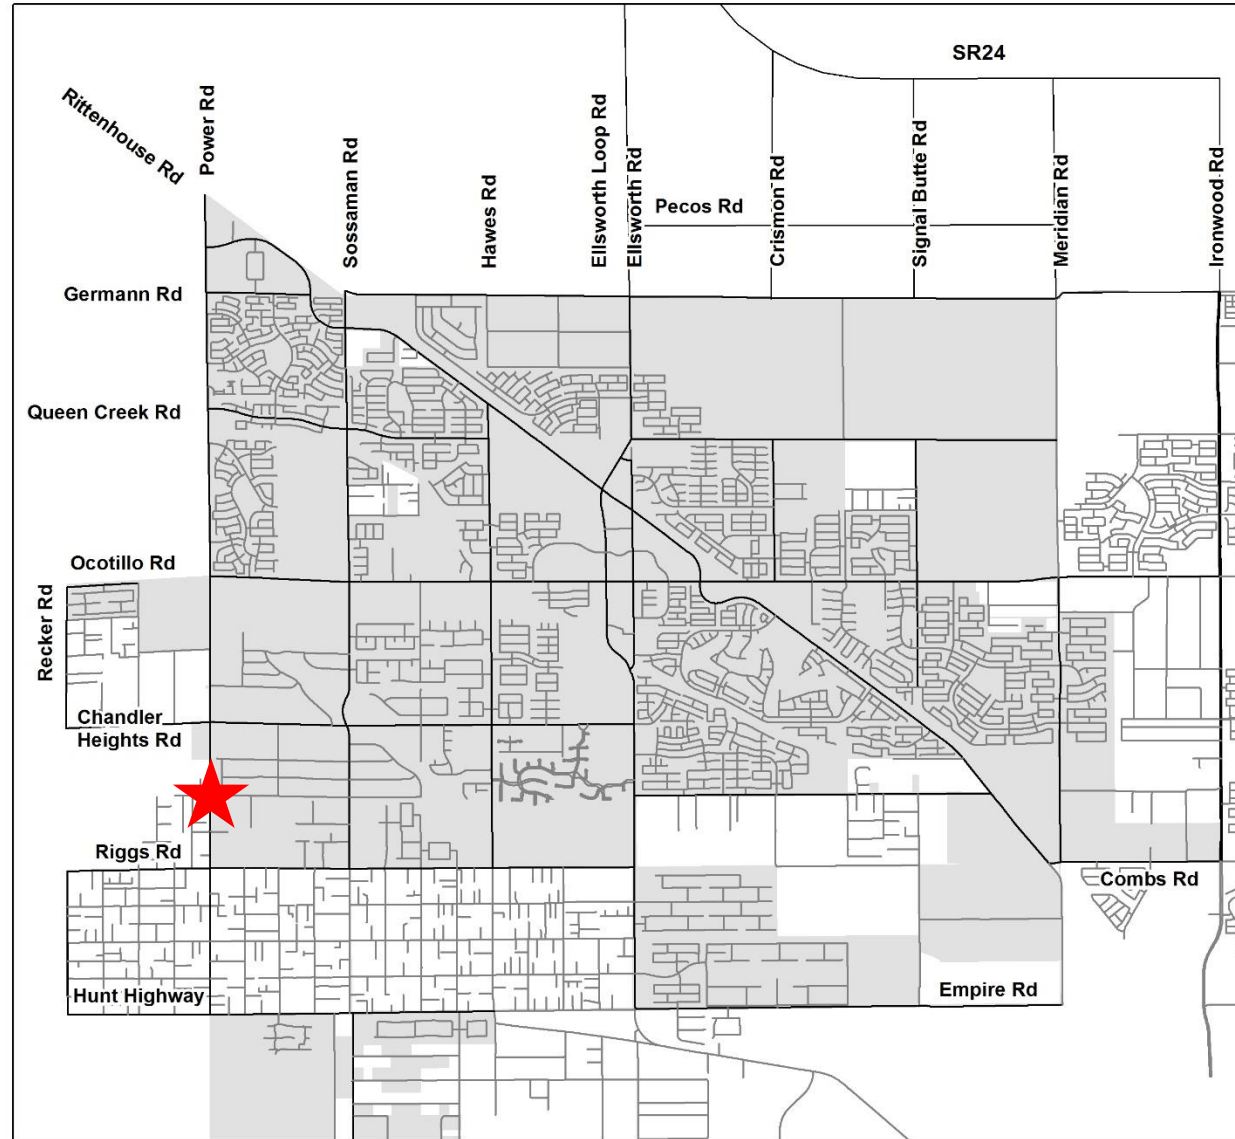 SR24
Rittenhouse Rd
Power Rd
Sossaman Rd
Hawes Rd
Ellsworth Loop Rd
Ellsworth Rd
Pecos Rd
Crismon Rd
Signal Butte Rd
Meridian Rd
Ironwood Rd
Germann Rd
Queen Creek Rd
Ocotillo Rd
Recker Rd
Chandler
Heights Rd
Riggs Rd
Combs Rd
Hunt Highway
Empire Rd